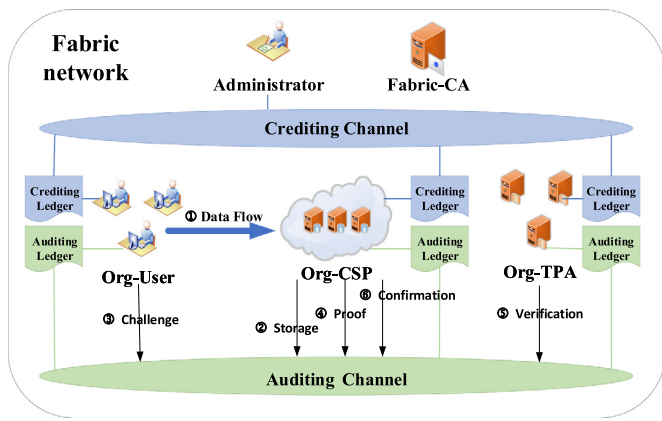 Fabric
network
Administrator
Fabric-CA
Crediting Channel
Crediting
Ledger
Auditing
Ledger
① Data Flow
Crediting
Ledger
Auditing
Ledger
Crediting
Ledger
Auditing
Ledger
Org-User
Org-CSP
Org-TPA
③ Challenge
② Storage
④ Proof
⑥ Confirmation
⑤ Verification
Auditing Channel